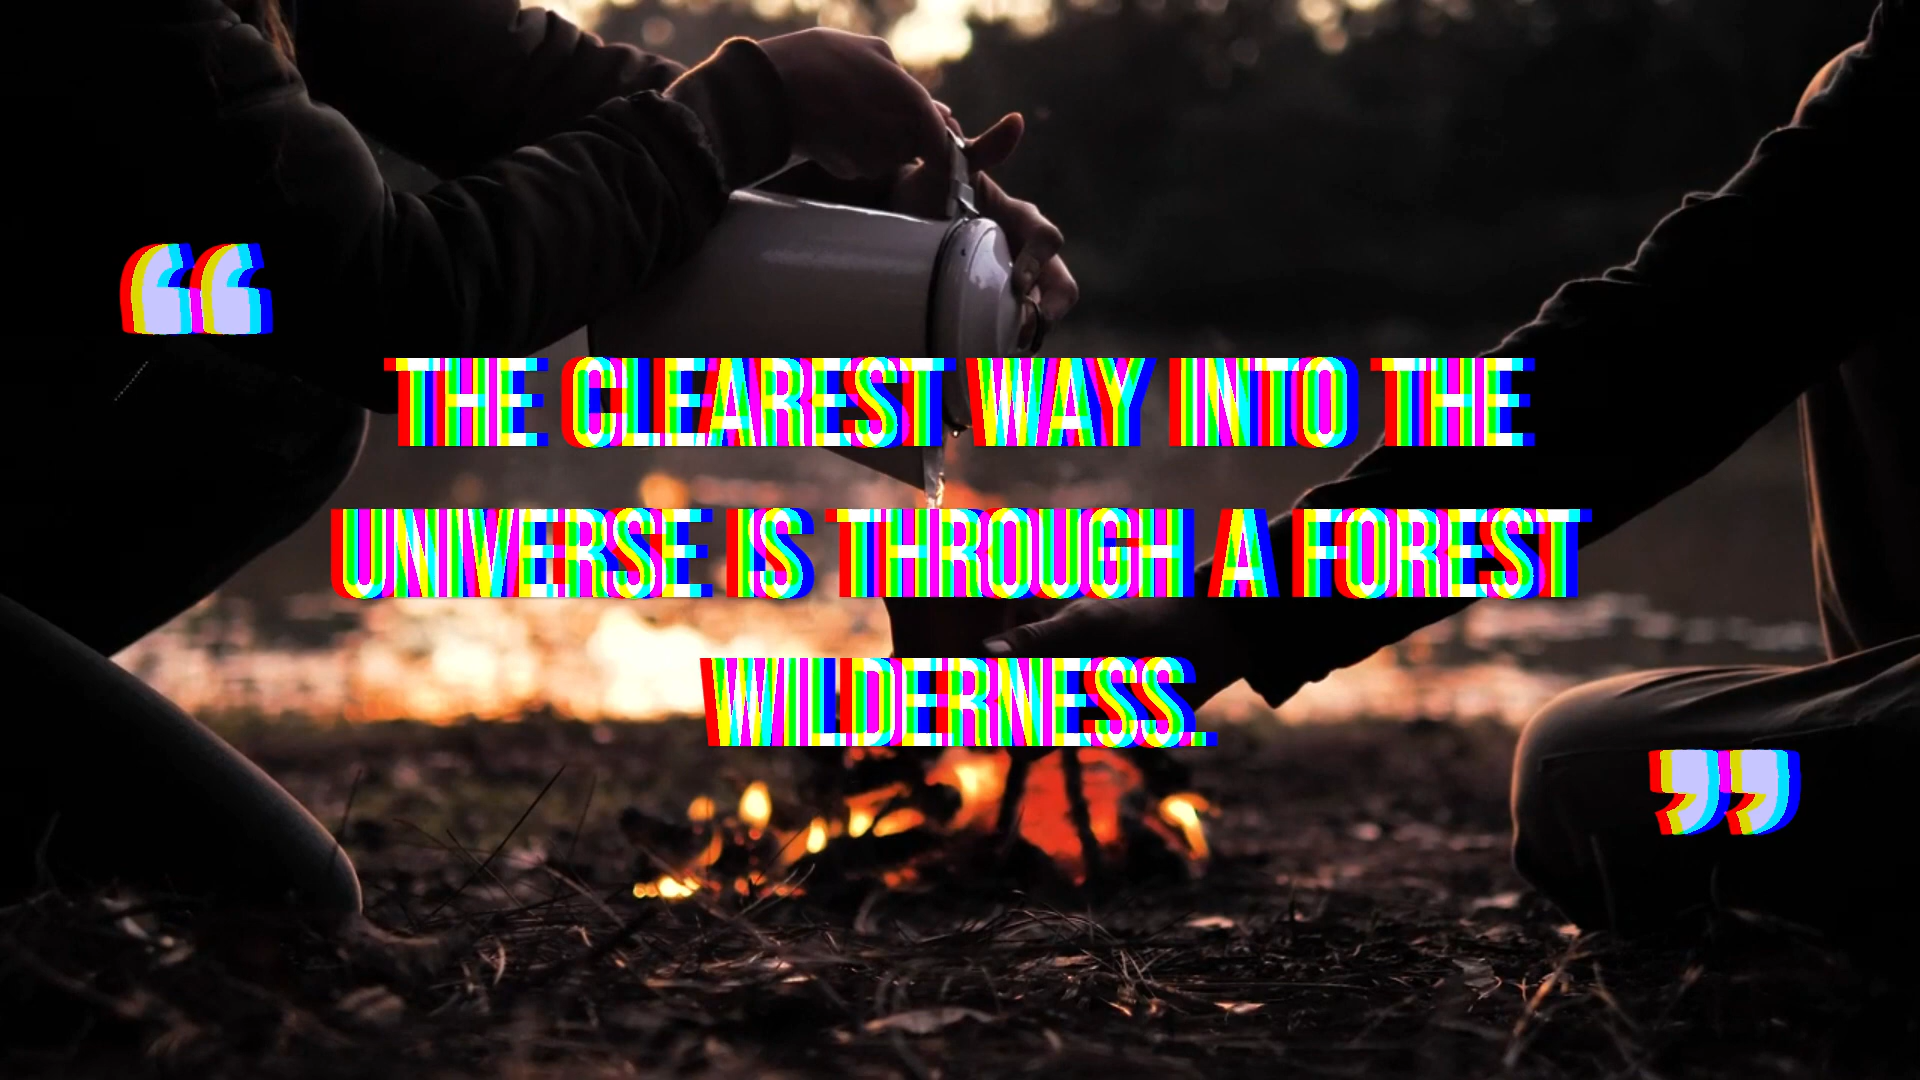 “
THE CLEAREST WAY INTO THE
UNIVERSE IS THROUGH A FOREST
WILDERNESS.
”